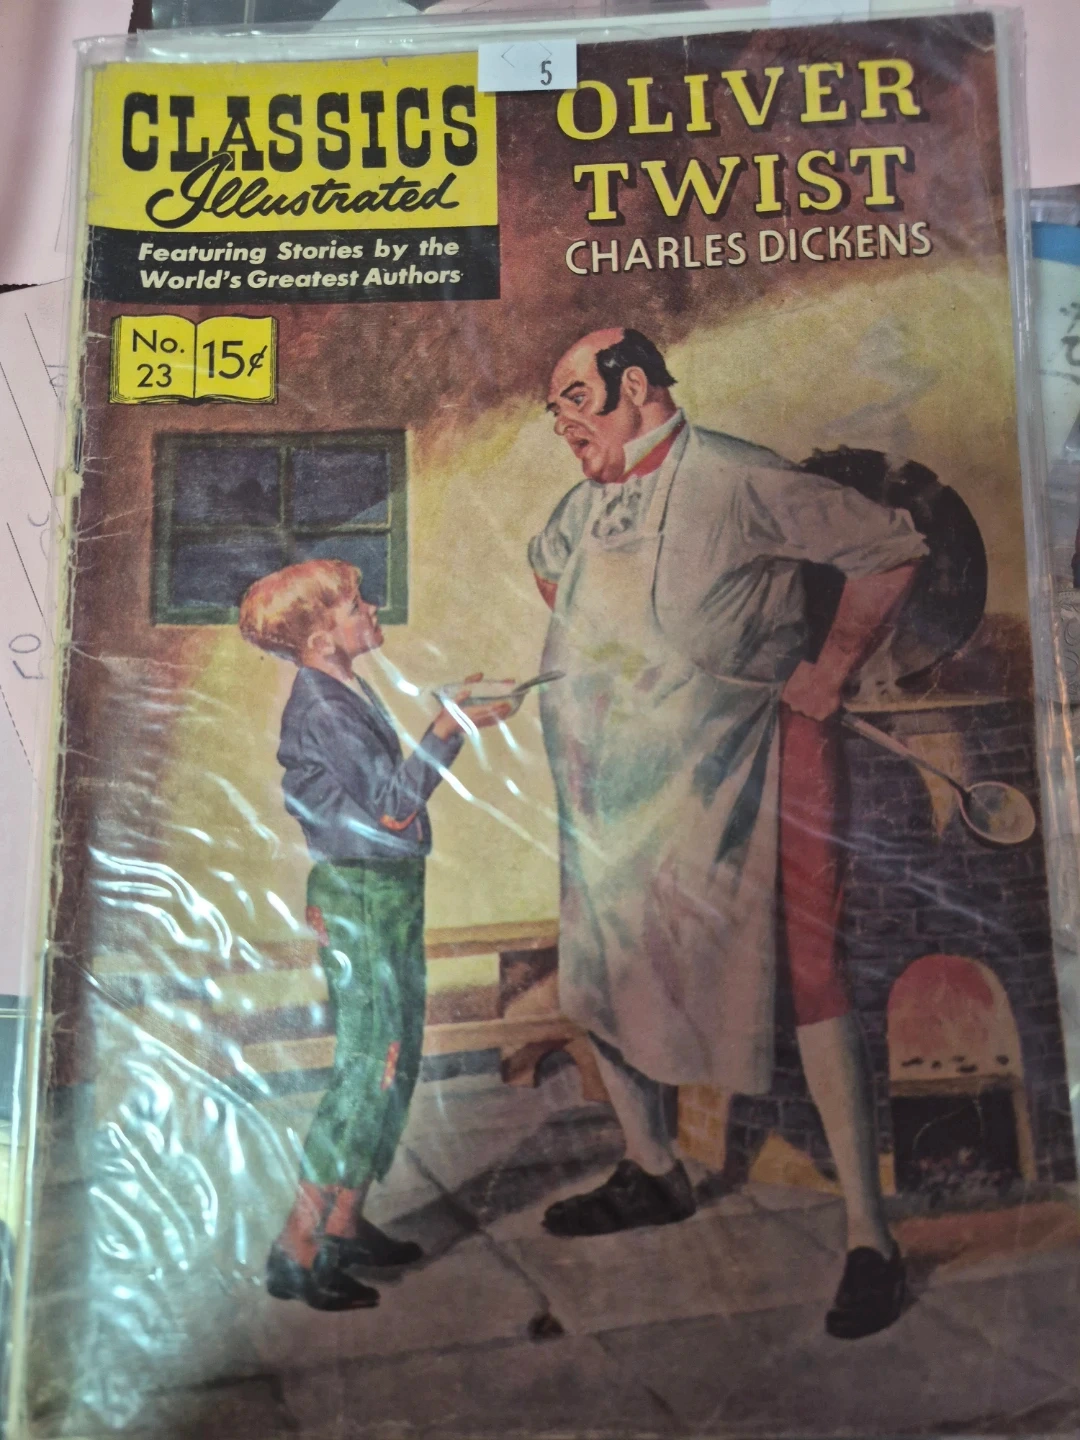 5
CLASSICS
Illustrated
Featuring Stories by the
World's Greatest Authors
OLIVER
TWIST
CHARLES DICKENS
No.
23
15¢